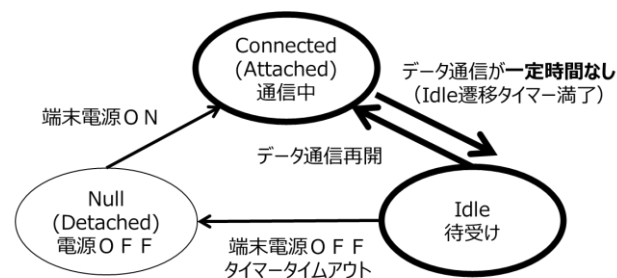 Connected
(Attached)
通信中
データ通信が一定時間なし
（Idle遷移タイマー満了）
端末電源ＯＮ
データ通信再開
Null
(Detached)
電源ＯＦＦ
Idle
待受け
端末電源ＯＦＦ
タイマータイムアウト